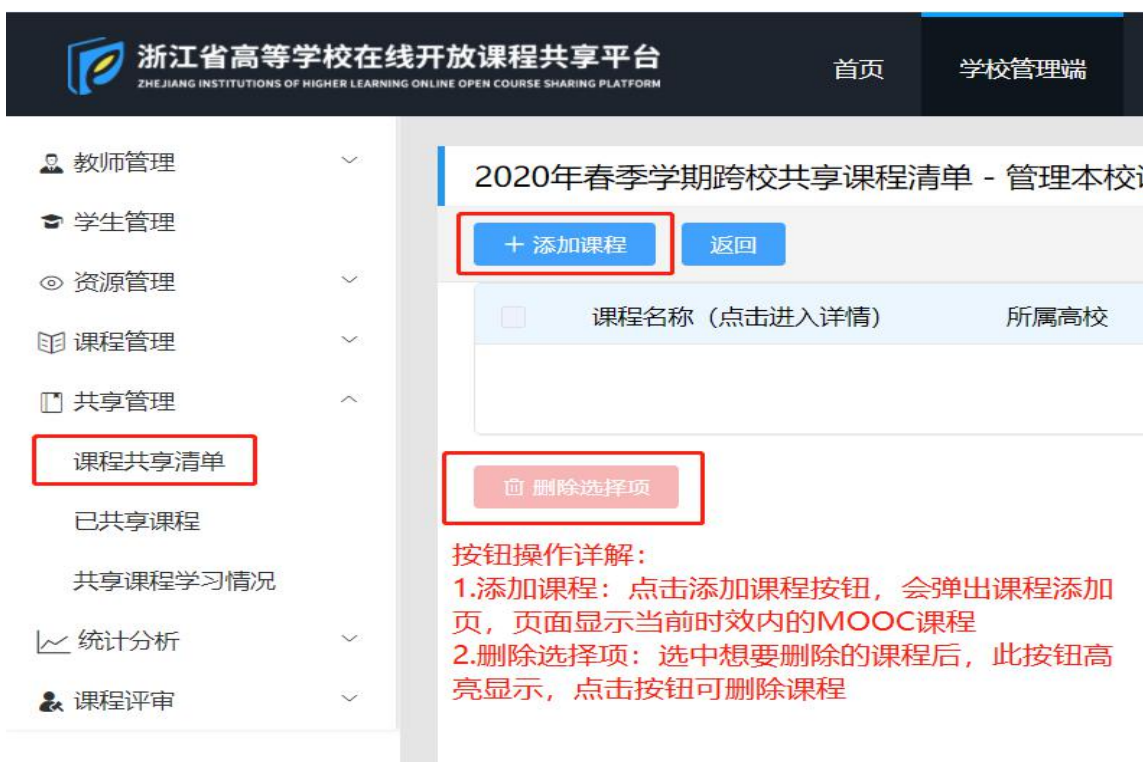 浙江省高等学校在线开放课程共享平台
ZHEJIANG INSTITUTIONS OF HIGHER LEARNING ONLINE OPEN COURSE SHARING PLATFORM
首页
学校管理端
教师管理
学生管理
资源管理
课程管理
共享管理
课程共享清单
已共享课程
共享课程学习情况
统计分析
课程评审
2020年春季学期跨校共享课程清单 - 管理本校
+ 添加课程
返回
课程名称（点击进入详情）
所属高校
删除选择项
按钮操作详解：
1.添加课程：点击添加课程按钮，会弹出课程添加
页，页面显示当前时效内的MOOC课程
2.删除选择项：选中想要删除的课程后，此按钮高
亮显示，点击按钮可删除课程